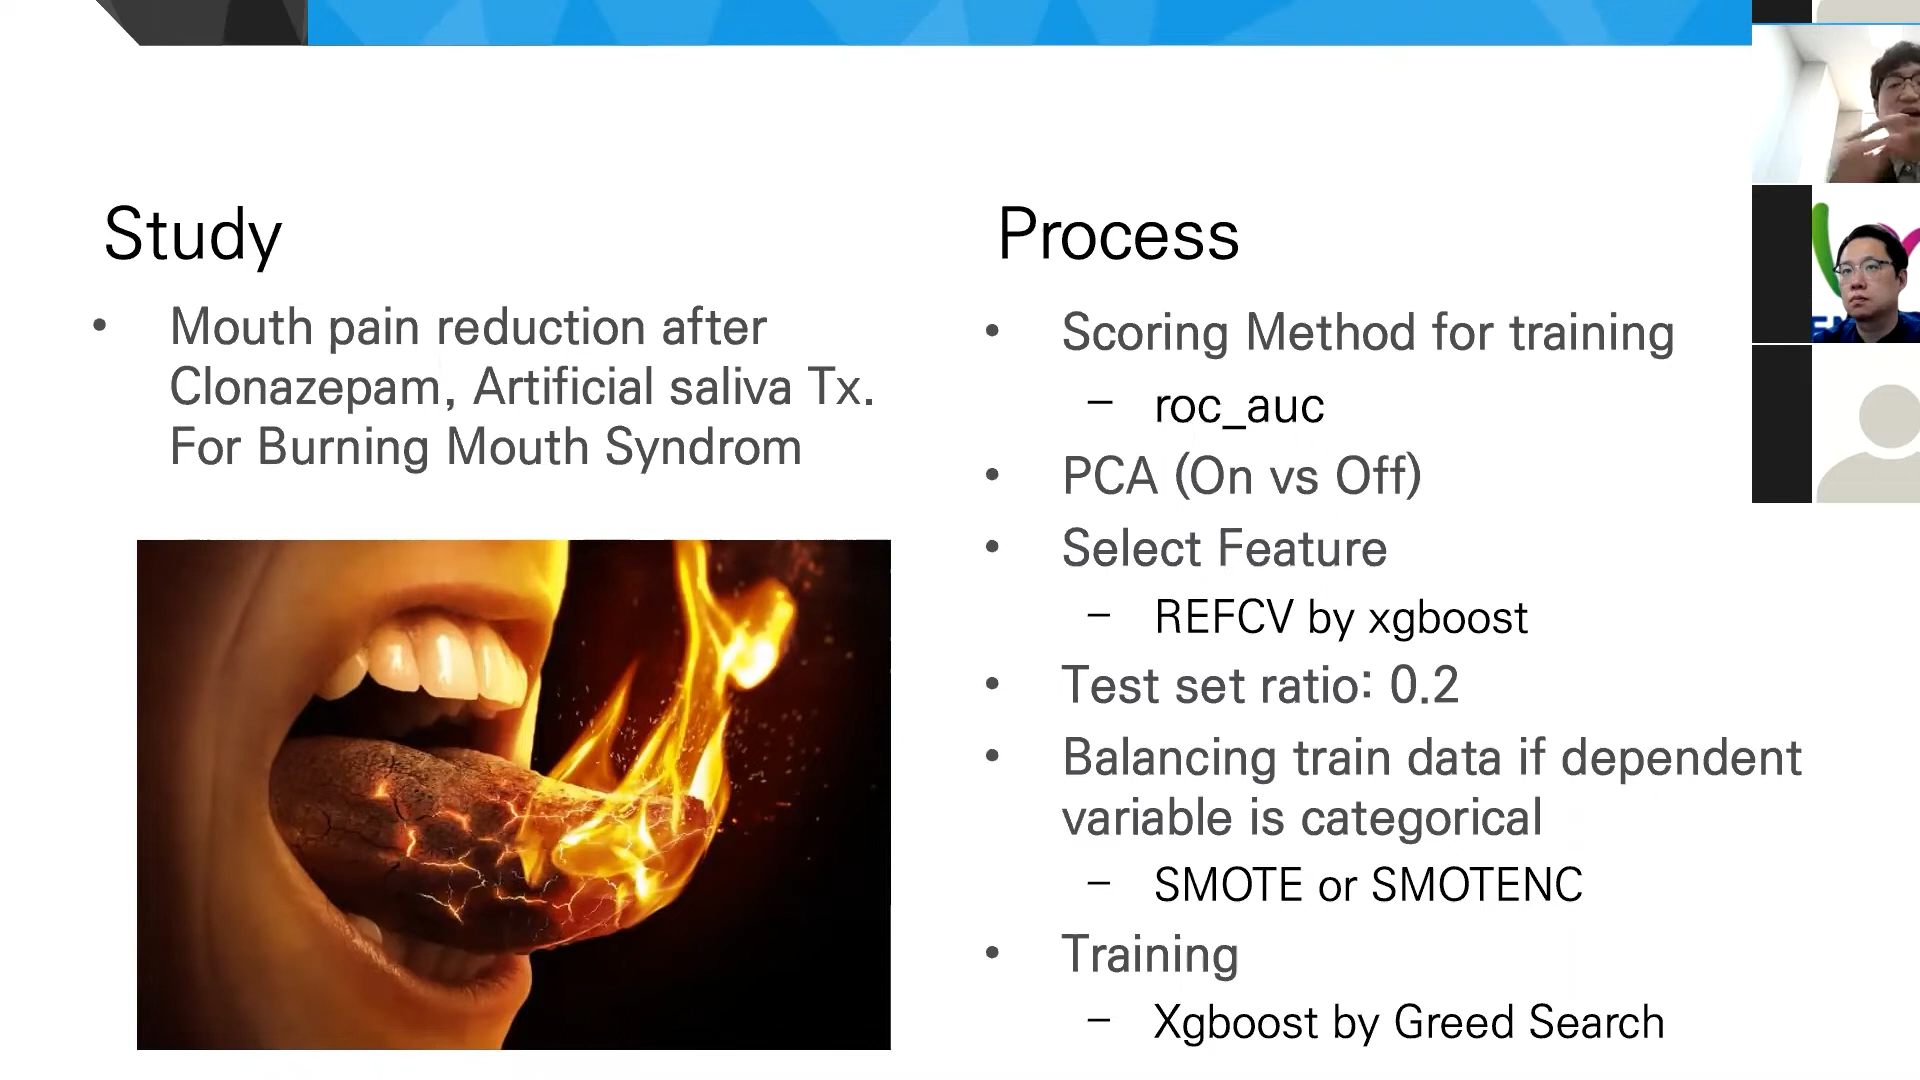 Study
• Mouth pain reduction after
Clonazepam, Artificial saliva Tx.
For Burning Mouth Syndrom
Process
• Scoring Method for training
– roc_auc
• PCA (On vs Off)
• Select Feature
– REFCV by xgboost
• Test set ratio: 0.2
• Balancing train data if dependent
variable is categorical
– SMOTE or SMOTENC
• Training
– Xgboost by Greed Search